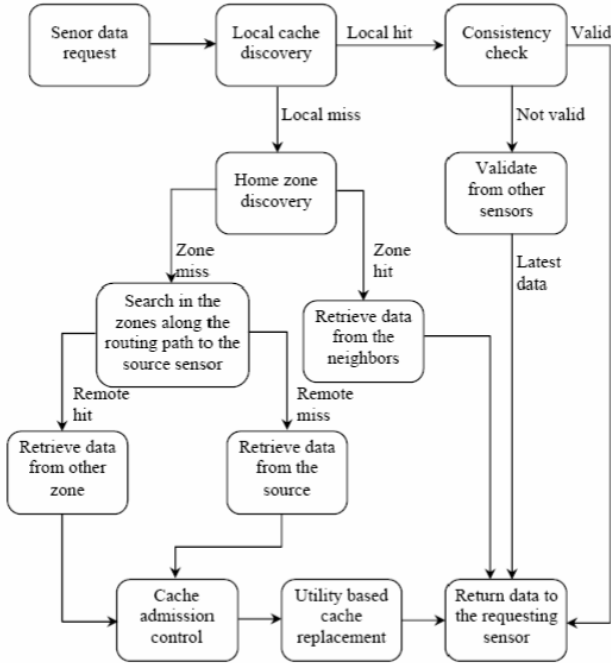 Senor data
request
Local cache
discovery
Local hit
Consistency
check
Valid
Local miss
Not valid
Home zone
discovery
Validate
from other
sensors
Zone
miss
Zone
hit
Latest
data
Search in the
zones along the
routing path to the
source sensor
Retrieve data
from the
neighbors
Remote
hit
Remote
miss
Retrieve data
from other
zone
Retrieve data
from the
source
Cache
admission
control
Utility based
cache
replacement
Return data to
the requesting
sensor